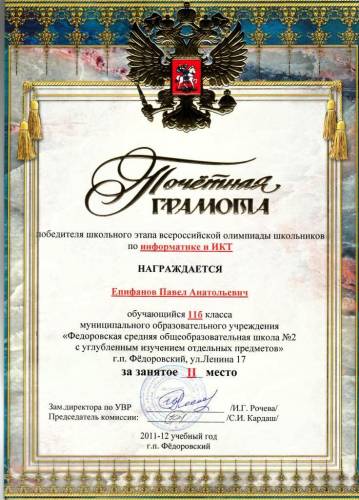 Почётная
ГРАМОТА
победителя школьного этапа всероссийской олимпиады школьников
по информатике и ИКТ
НАГРАЖДАЕТСЯ
Епифанов Павел Анатольевич
обучающийся 11б класса
муниципального образовательного учреждения
«Федоровская средняя общеобразовательная школа №2
с углубленным изучением отдельных предметов»
г.п. Фёдоровский, ул.Ленина 17
за занятое II место
Зам.директора по УВР /И.Г. Рочева/
Председатель комиссии: /С.И. Кардаш/
2011-12 учебный год
г.п. Фёдоровский